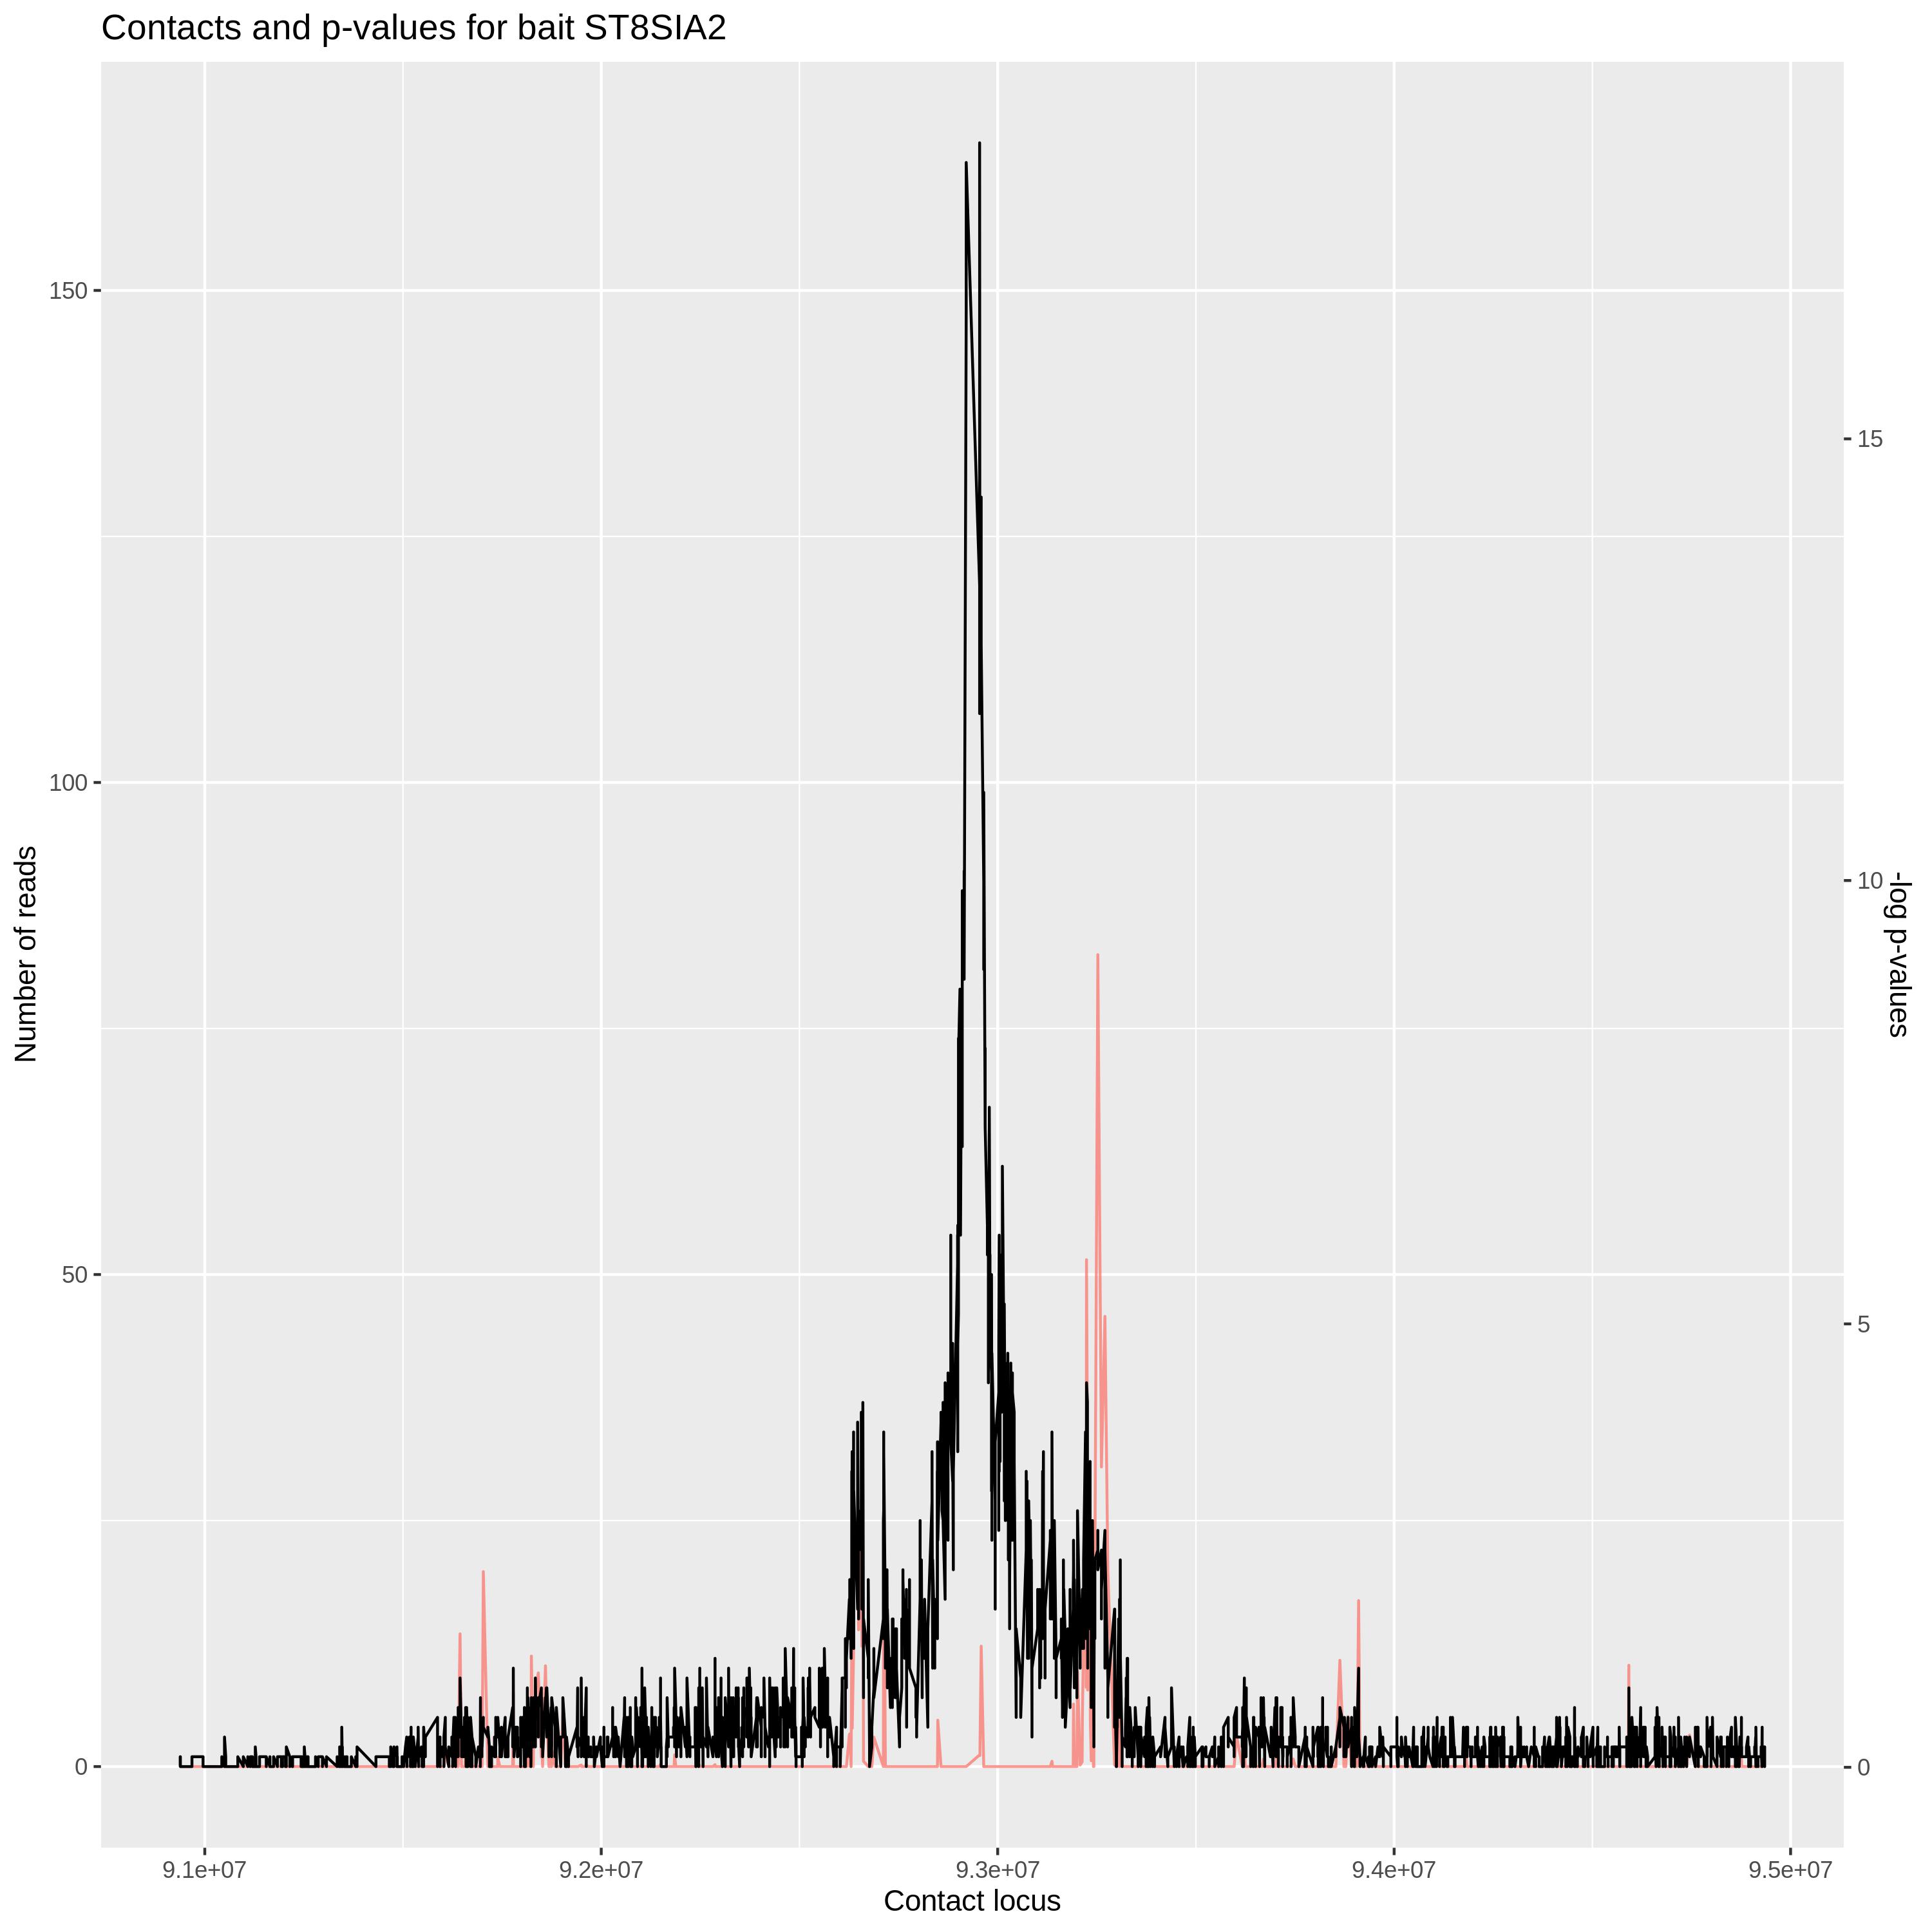 Contacts and p-values for bait ST8SIA2
150
100
50
0
Number of reads
15
10
5
0
-log p-values
9.1e+07
9.2e+07
9.3e+07
9.4e+07
9.5e+07
Contact locus